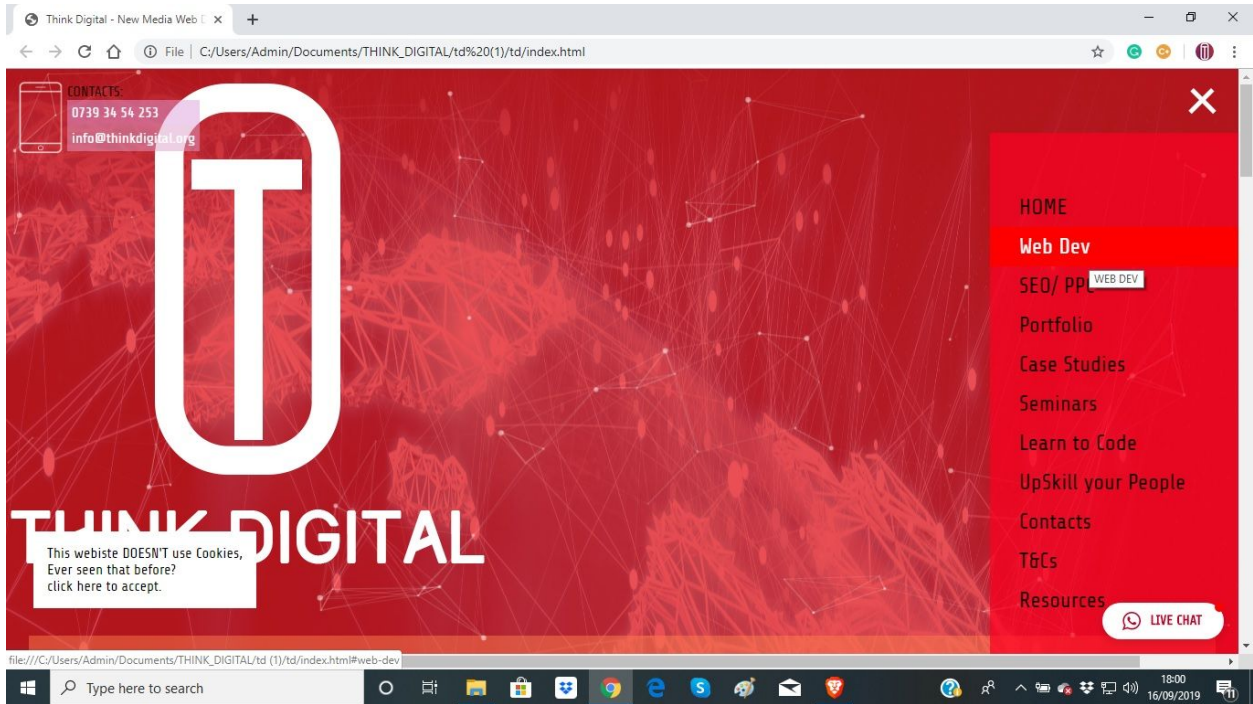 Think Digital - New Media Web D
File | C:/Users/Admin/Documents/THINK_DIGITAL/td%20(1)/td/index.html
CONTACTS:
0739 34 54 253
info@thinkdigital.org
T
THINK DIGITAL
This webiste DOESN'T use Cookies,
Ever seen that before?
click here to accept.
HOME
Web Dev
WEB DEV
SEO/ PPC
Portfolio
Case Studies
Seminars
Learn to Code
UpSkill your People
Contacts
T&Cs
Resources
LIVE CHAT
file:///C:/Users/Admin/Documents/THINK_DIGITAL/td (1)/td/index.html#web-dev
Type here to search
18:00
16/09/2019
11